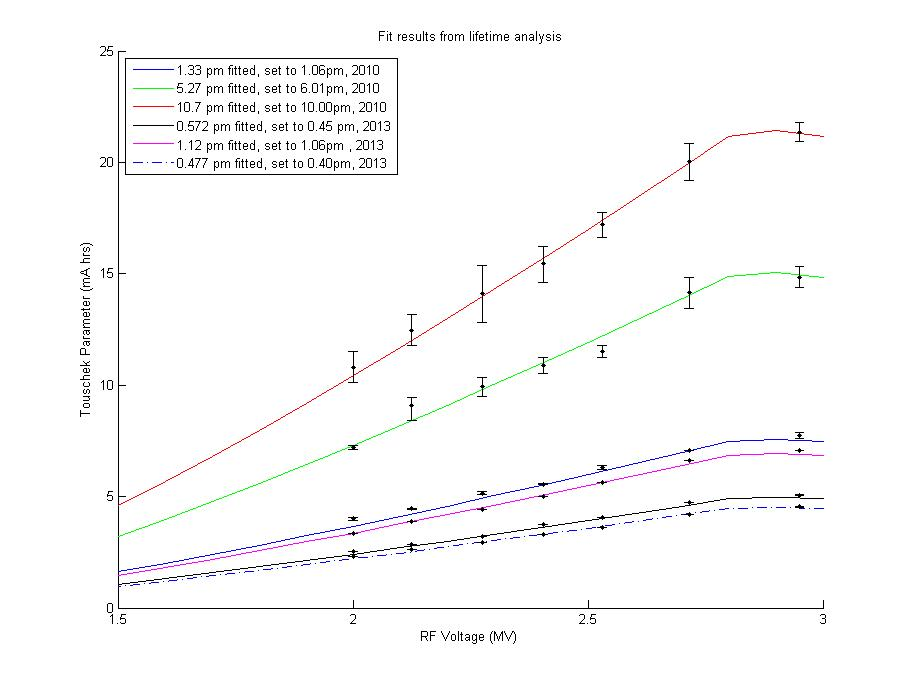 Fit results from lifetime analysis
25
1.33 pm fitted, set to 1.06pm, 2010
5.27 pm fitted, set to 6.01pm, 2010
10.7 pm fitted, set to 10.00pm, 2010
0.572 pm fitted, set to 0.45 pm, 2013
1.12 pm fitted, set to 1.06pm , 2013
0.477 pm fitted, set to 0.40pm, 2013
20
15
Touschek Parameter (mA hrs)
10
5
0
1.5 2 2.5 3
RF Voltage (MV)